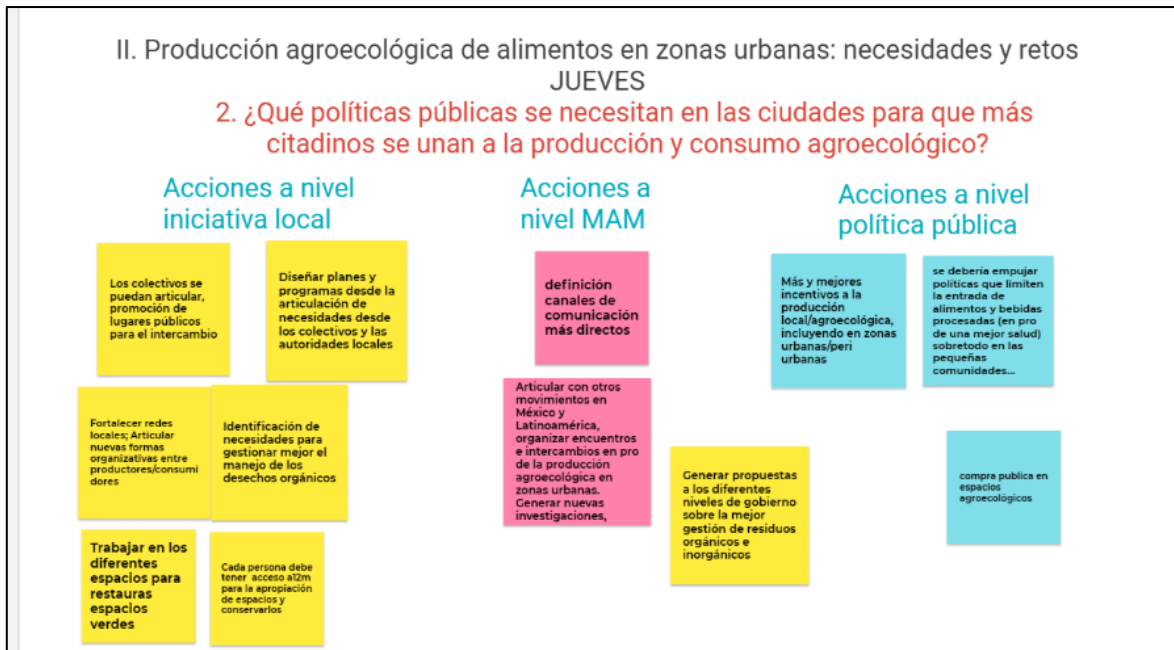 II. Producción agroecológica de alimentos en zonas urbanas: necesidades y retos
JUEVES
2. ¿Qué políticas públicas se necesitan en las ciudades para que más
citadinos se unan a la producción y consumo agroecológico?
Acciones a nivel
iniciativa local
Los colectivos se
puedan articular,
promoción de
lugares públicos
para el intercambio
Diseñar planes y
programas desde la
articulación de
necesidades desde
los colectivos y las
autoridades locales
Fortalecer redes
locales; Articular
nuevas formas
organizativas entre
productores/consumi
dores
Identificación de
necesidades para
gestionar mejor el
manejo de los
desechos orgánicos
Trabajar en los
diferentes
espacios para
restauras
espacios
verdes
Cada persona debe
tener acceso a12m
para la apropiación
de espacios y
conservarlos
Acciones a
nivel MAM
definición
canales de
comunicación
más directos
Articular con otros
movimientos en
México y
Latinoamérica,
organizar encuentros
e intercambios en pro
de la producción
agroecológica en
zonas urbanas.
Generar nuevas
investigaciones,
Generar propuestas
a los diferentes
niveles de gobierno
sobre la mejor
gestión de residuos
orgánicos e
inorgánicos
Acciones a nivel
política pública
Más y mejores
incentivos a la
producción
local/agroecológica,
incluyendo en zonas
urbanas/peri
urbanas
se debería empujar
políticas que limiten
la entrada de
alimentos y bebidas
procesadas (en pro
de una mejor salud)
sobretodo en las
pequeñas
comunidades...
compra publica en
espacios
agroecológicos